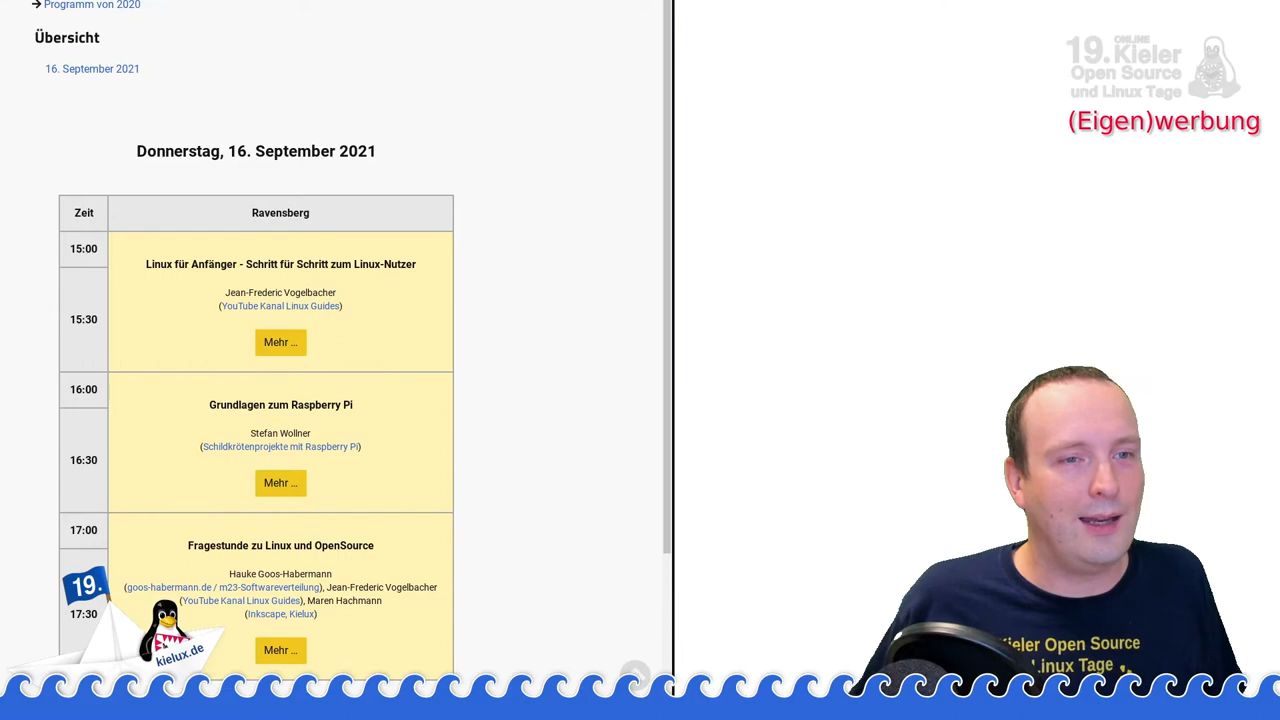 Programm von 2020
Übersicht
16. September 2021
Donnerstag, 16. September 2021
Zeit
Ravensberg
15:00
Linux für Anfänger - Schritt für Schritt zum Linux-Nutzer
Jean-Frederic Vogelbacher
(YouTube Kanal Linux Guides)
15:30
Mehr ...
16:00
Grundlagen zum Raspberry Pi
Stefan Wollner
(Schildkrötenprojekte mit Raspberry Pi)
16:30
Mehr ...
17:00
Fragestunde zu Linux und OpenSource
Hauke Goos-Habermann
(goos-habermann.de / m23-Softwareverteilung), Jean-Frederic Vogelbacher
(YouTube Kanal Linux Guides), Maren Hachmann
(Inkscape, Kielux)
17:30
Mehr ...
19.
kielux.de
ONLINE
19. Kieler
Open Source
und Linux Tage
(Eigen)werbung
Kieler Open Source
Linux Tage